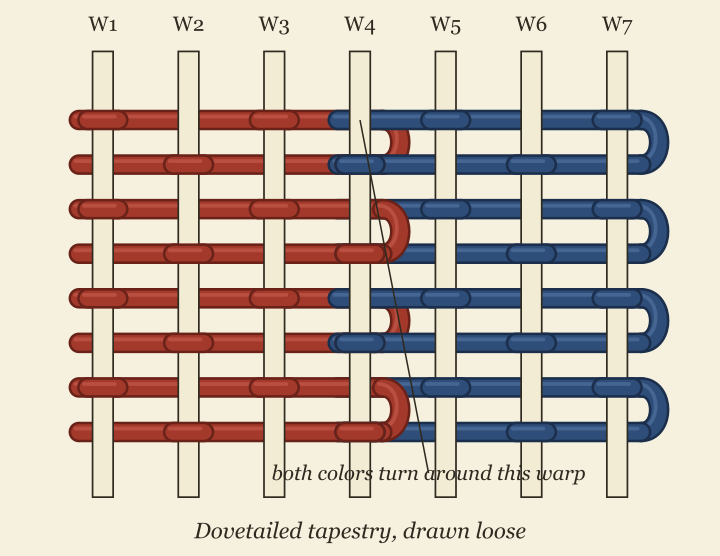 W1 W2 W3 W4 W5 W6 W7
both colors turn around this warp
Dovetailed tapestry, drawn loose